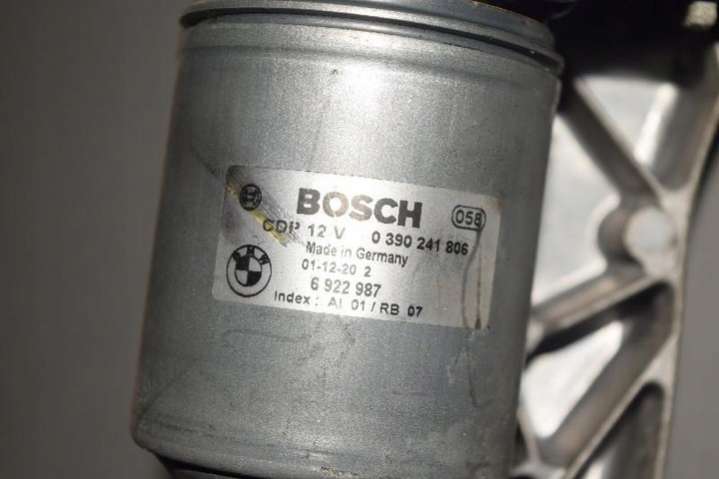 BOSCH
058
CDP 12 V 0 390 241 806
Made in Germany
01-12-20 2
6 922 987
Index: AI 01 / RB 07